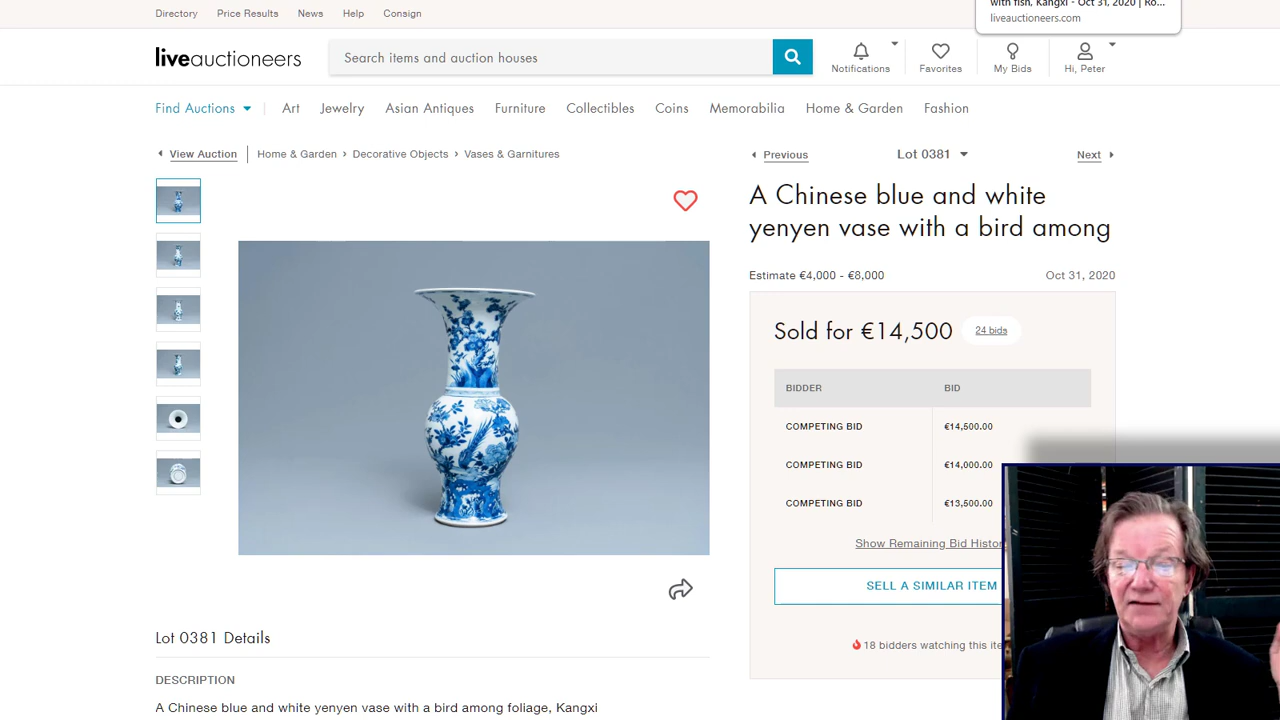 with fish, Kangxi - Oct 31, 2020 | Ro...
liveauctioneers.com
Directory Price Results News Help Consign
liveauctioneers
Search items and auction houses
Notifications
Favorites
My Bids
Hi, Peter
Find Auctions Art Jewelry Asian Antiques Furniture Collectibles Coins Memorabilia Home & Garden Fashion
View Auction Home & Garden › Decorative Objects › Vases & Garnitures
Previous Lot 0381 Next
A Chinese blue and white
yenyen vase with a bird among
Estimate €4,000 - €8,000 Oct 31, 2020
Sold for €14,500 24 bids
BIDDER BID
COMPETING BID €14,500.00
COMPETING BID €14,000.00
COMPETING BID €13,500.00
Show Remaining Bid Histor
SELL A SIMILAR ITEM
18 bidders watching this ite
Lot 0381 Details
DESCRIPTION
A Chinese blue and white yenyen vase with a bird among foliage, Kangxi